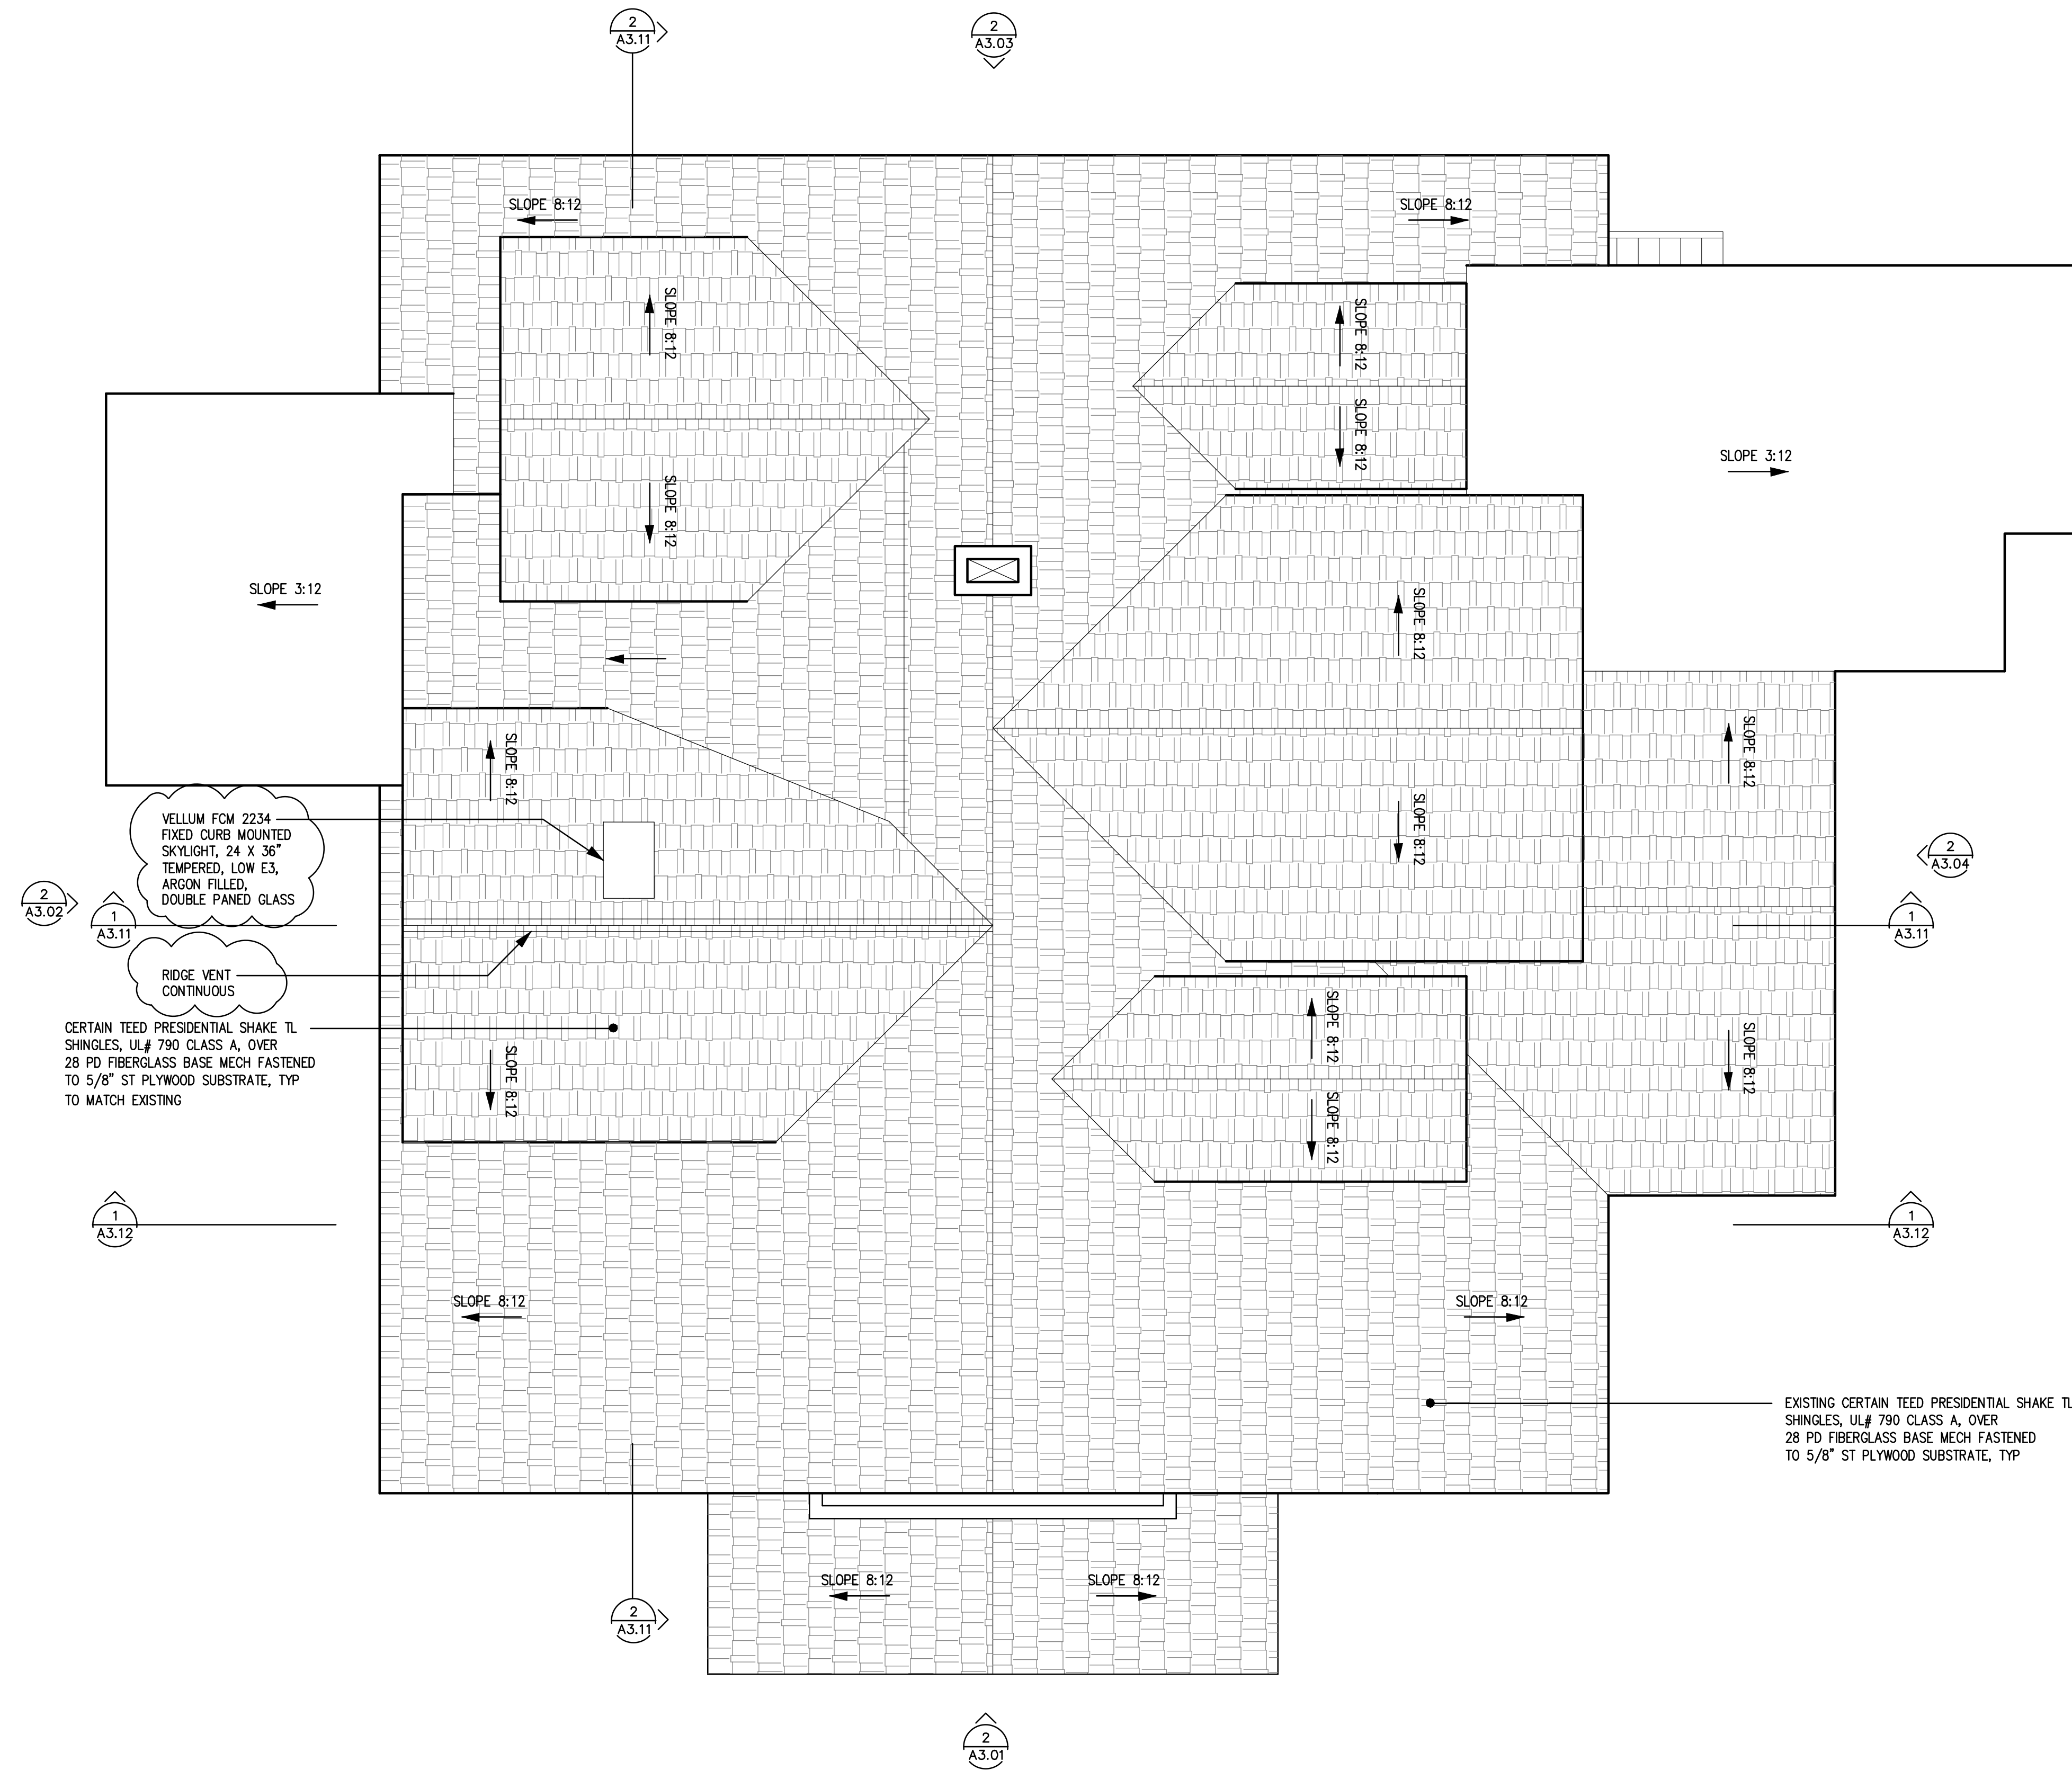 2
A3.11
2
A3.03
SLOPE 8:12
SLOPE 8:12
SLOPE 8:12
SLOPE 8:12
SLOPE 8:12
SLOPE 8:12
SLOPE 3:12
SLOPE 3:12
SLOPE 8:12
SLOPE 8:12
SLOPE 8:12
SLOPE 8:12
VELLUM FCM 2234
FIXED CURB MOUNTED
SKYLIGHT, 24 X 36"
TEMPERED, LOW E3,
ARGON FILLED,
DOUBLE PANED GLASS
2
A3.04
2
A3.02
1
A3.11
1
A3.11
RIDGE VENT
CONTINUOUS
CERTAIN TEED PRESIDENTIAL SHAKE TL
SHINGLES, UL# 790 CLASS A, OVER
28 PD FIBERGLASS BASE MECH FASTENED
TO 5/8" ST PLYWOOD SUBSTRATE, TYP
TO MATCH EXISTING
SLOPE 8:12
SLOPE 8:12
SLOPE 8:12
SLOPE 8:12
1
A3.12
1
A3.12
SLOPE 8:12
SLOPE 8:12
EXISTING CERTAIN TEED PRESIDENTIAL SHAKE TL
SHINGLES, UL# 790 CLASS A, OVER
28 PD FIBERGLASS BASE MECH FASTENED
TO 5/8" ST PLYWOOD SUBSTRATE, TYP
SLOPE 8:12
SLOPE 8:12
2
A3.11
2
A3.01